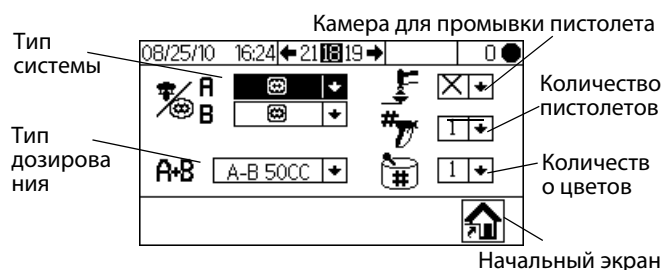 Камера для промывки пистолета
Тип
системы
08/25/10 16:24 21 18 19 0
A
B
#
1
Количество
пистолетов
Тип
дозирова
ния
A+B A-B 50CC
# 1
Количеств
о цветов
Начальный экран